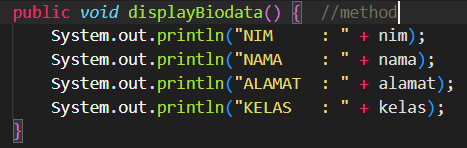 public void displayBiodata() {  //method
    System.out.println("NIM     : " + nim);
    System.out.println("NAMA    : " + nama);
    System.out.println("ALAMAT  : " + alamat);
    System.out.println("KELAS   : " + kelas);
}